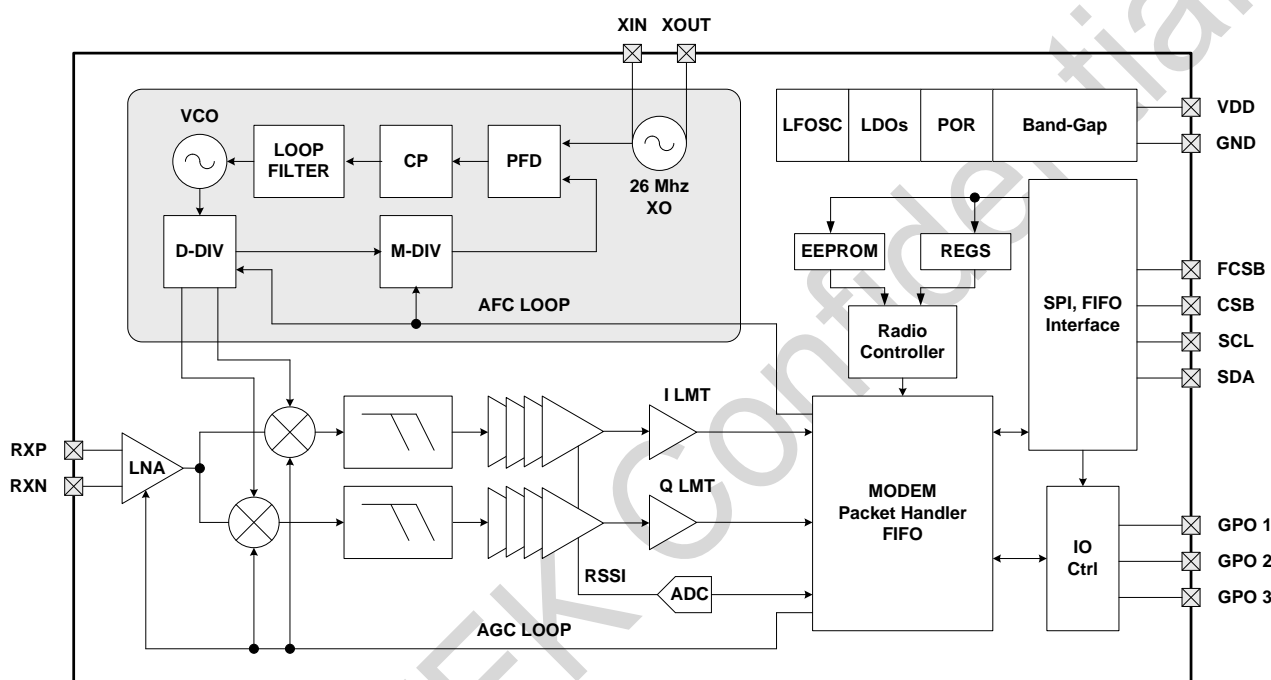 XIN XOUT
VCO
LOOP
FILTER
CP
PFD
26 Mhz
XO
D-DIV
M-DIV
AFC LOOP
LFOSC
LDOs
POR
Band-Gap
VDD
GND
EEPROM
REGS
Radio
Controller
SPI, FIFO
Interface
FCSB
CSB
SCL
SDA
RXP
RXN
LNA
I LMT
Q LMT
MODEM
Packet Handler
FIFO
RSSI
ADC
AGC LOOP
IO
Ctrl
GPO 1
GPO 2
GPO 3